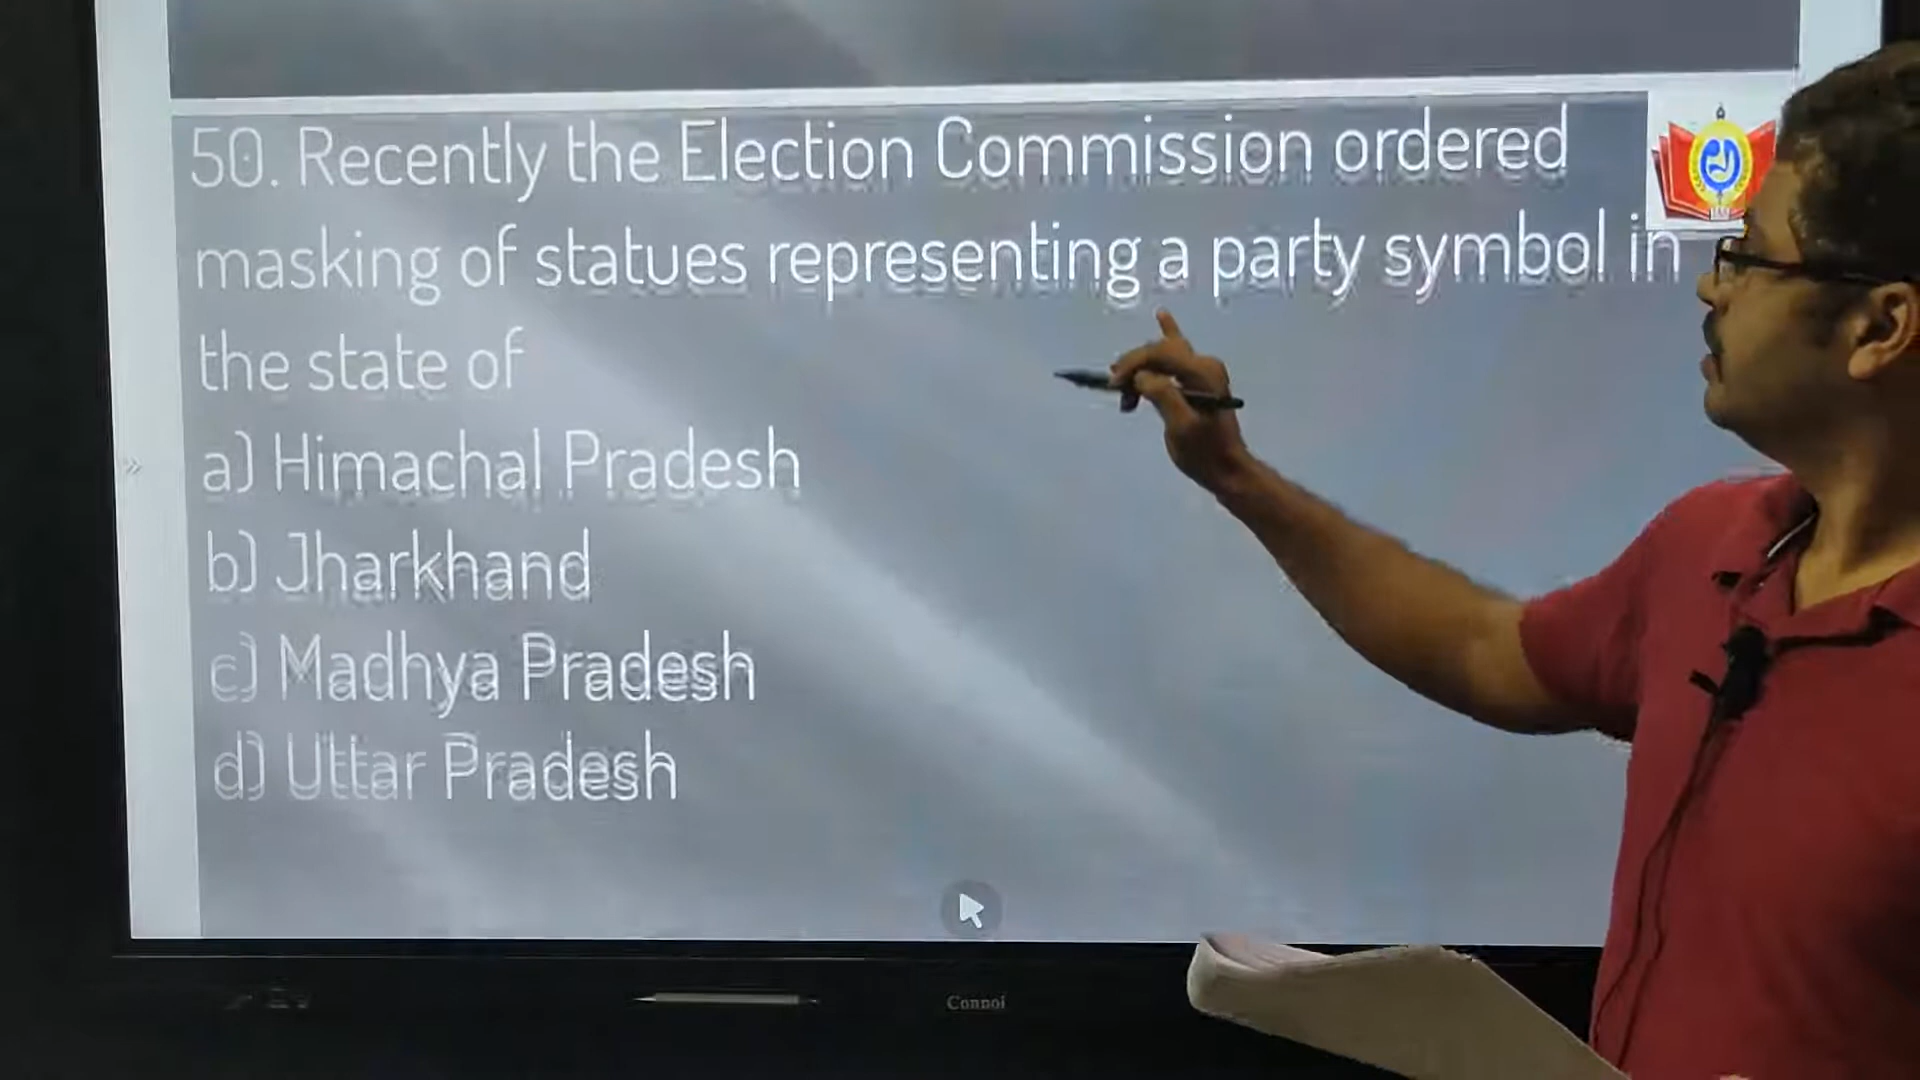 50. Recently the Election Commission ordered
masking of statues representing a party symbol in
the state of
a) Himachal Pradesh
b) Jharkhand
c) Madhya Pradesh
d) Uttar Pradesh